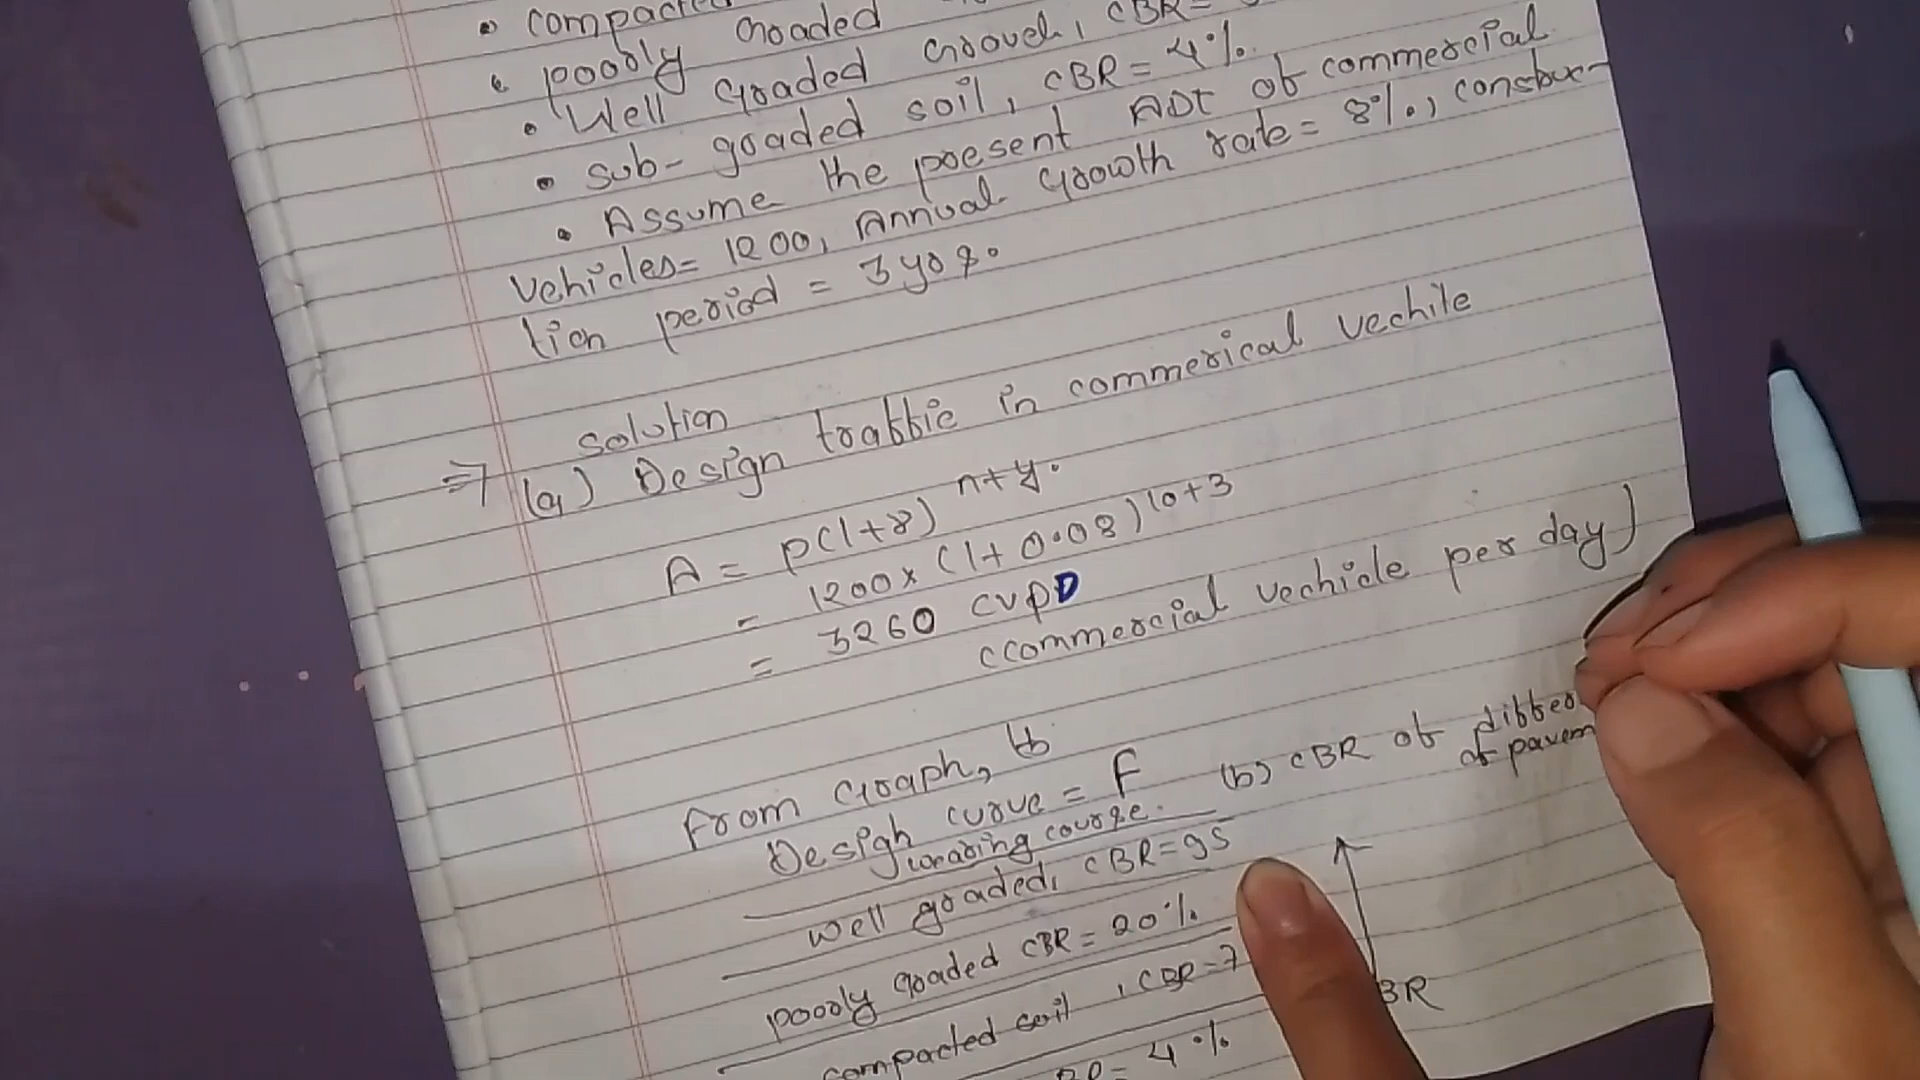 • compacted
• poorly Graded
• Well Graded Gravel, CBR =
• sub-graded soil, CBR = 4%.
• Assume the present ADT of commercial
vehicles = 1200, Annual Growth rate = 8%, construc-
tion period = 3 yr.
Solution
⇒ (a) Design traffic in commerical vechile
A = P(1+r)^n+y.
= 1200 × (1+0.08)^10+3
= 3260 CVPD
(commercial vechicle per day)
From Graph,
Design curve = F
(b) CBR of differ
of pavem
wearing course.
well graded, CBR = 95
poorly graded CBR = 20%
compacted soil, CBR = 7
4%
BR